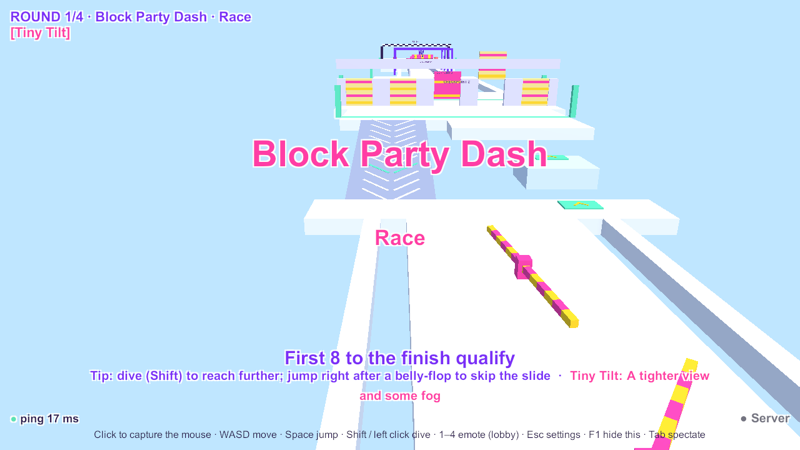 ROUND 1/4 · Block Party Dash · Race
[Tiny Tilt]
Block Party Dash
Race
First 8 to the finish qualify
Tip: dive (Shift) to reach further; jump right after a belly-flop to skip the slide · Tiny Tilt: A tighter view
and some fog
ping 17 ms
Server
Click to capture the mouse · WASD move · Space jump · Shift / left click dive · 1–4 emote (lobby) · Esc settings · F1 hide this · Tab spectate